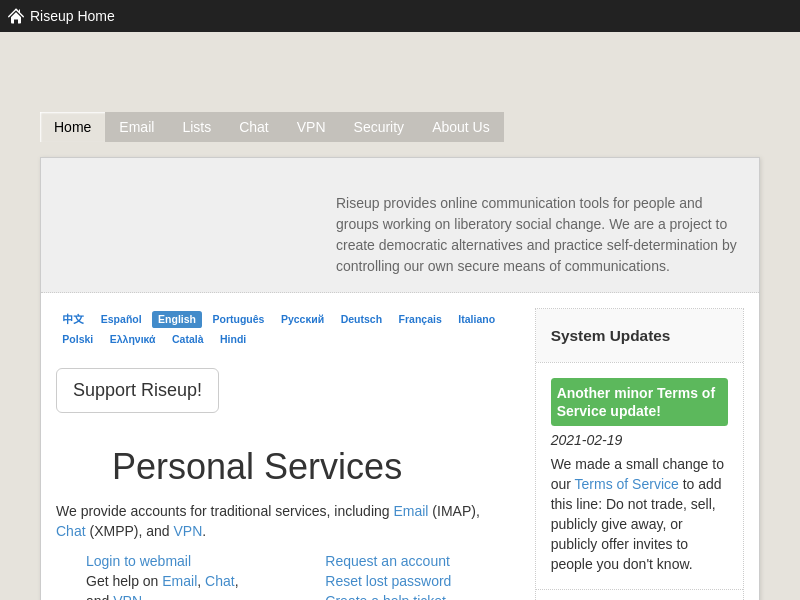 Riseup Home
Home Email Lists Chat VPN Security About Us
Riseup provides online communication tools for people and
groups working on liberatory social change. We are a project to
create democratic alternatives and practice self-determination by
controlling our own secure means of communications.
中文 Español English Português Русский Deutsch Français Italiano
Polski Ελληνικά Català Hindi
Support Riseup!
Personal Services
We provide accounts for traditional services, including Email (IMAP),
Chat (XMPP), and VPN.
Login to webmail
Get help on Email, Chat,
and VPN
Request an account
Reset lost password
Create a help ticket
System Updates
Another minor Terms of
Service update!
2021-02-19
We made a small change to
our Terms of Service to add
this line: Do not trade, sell,
publicly give away, or
publicly offer invites to
people you don't know.